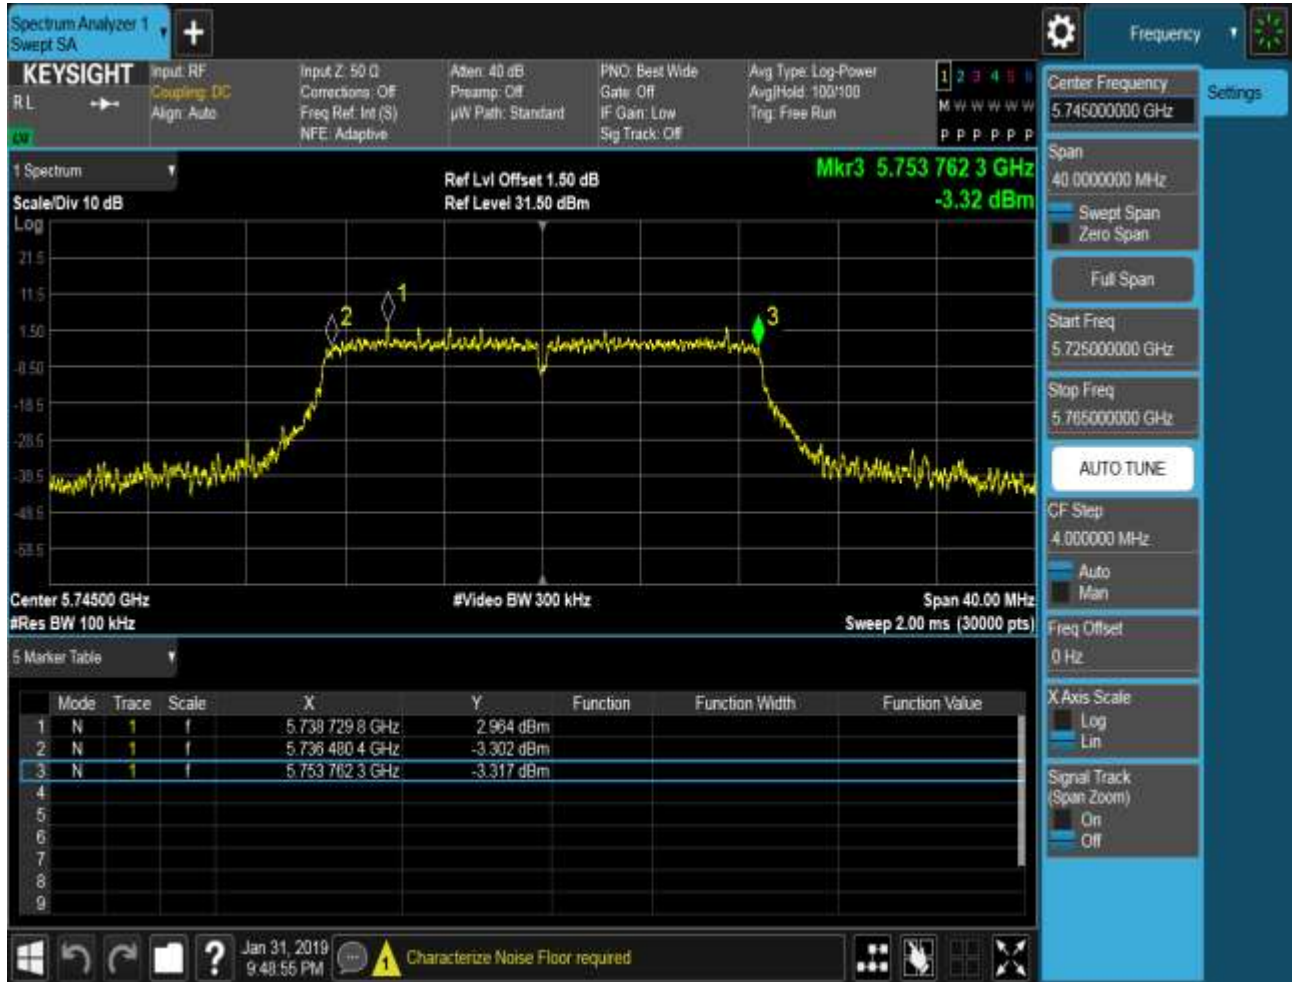 Spectrum Analyzer 1
Swept SA
Frequency
KEYSIGHT
RL
Input: RF
Coupling: DC
Align: Auto
Input Z: 50 Ω
Corrections: Off
Freq Ref: Int (S)
NFE: Adaptive
Atten: 40 dB
Preamp: Off
µW Path: Standard
PNO: Best Wide
Gate: Off
IF Gain: Low
Sig Track: Off
Avg Type: Log-Power
Avg|Hold: 100/100
Trig: Free Run
1 2 3 4 5 6
M W W W W W
P P P P P P
1 Spectrum
Scale/Div 10 dB
Ref Lvl Offset 1.50 dB
Ref Level 31.50 dBm
Mkr3 5.753 762 3 GHz
-3.32 dBm
Log
21.5
11.5
1.50
-8.50
-18.5
-28.5
-38.5
-48.5
-58.5
1
2
3
Center 5.74500 GHz
#Res BW 100 kHz
#Video BW 300 kHz
Span 40.00 MHz
Sweep 2.00 ms (30000 pts)
5 Marker Table
Mode Trace Scale X Y Function Function Width Function Value
1 N 1 f 5.738 729 8 GHz 2.964 dBm
2 N 1 f 5.736 480 4 GHz -3.302 dBm
3 N 1 f 5.753 762 3 GHz -3.317 dBm
4
5
6
7
8
9
Center Frequency
5.745000000 GHz
Settings
Span
40.0000000 MHz
Swept Span
Zero Span
Full Span
Start Freq
5.725000000 GHz
Stop Freq
5.765000000 GHz
AUTO TUNE
CF Step
4.000000 MHz
Auto
Man
Freq Offset
0 Hz
X Axis Scale
Log
Lin
Signal Track
(Span Zoom)
On
Off
?
Jan 31, 2019
9:48:55 PM
1
Characterize Noise Floor required